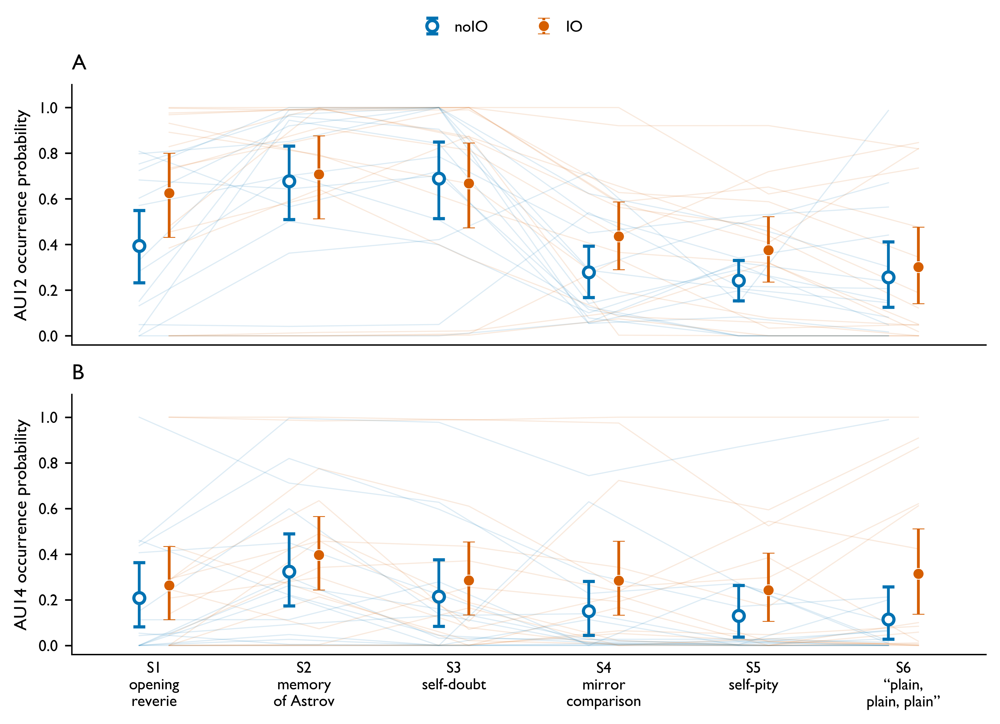 noIO
IO
A
AU12 occurrence probability
1.0
0.8
0.6
0.4
0.2
0.0
B
AU14 occurrence probability
1.0
0.8
0.6
0.4
0.2
0.0
S1
opening
reverie
S2
memory
of Astrov
S3
self-doubt
S4
mirror
comparison
S5
self-pity
S6
“plain,
plain, plain”